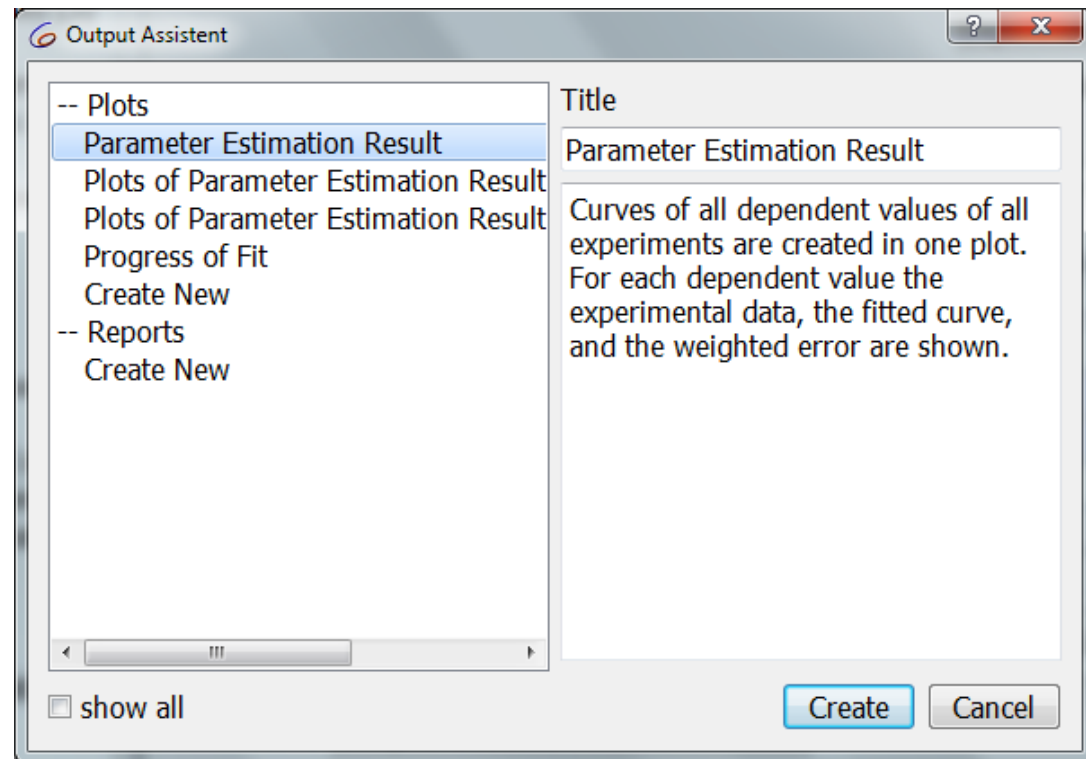 Output Assistent
-- Plots
Parameter Estimation Result
Plots of Parameter Estimation Result
Plots of Parameter Estimation Result
Progress of Fit
Create New
-- Reports
Create New
show all
Title
Parameter Estimation Result
Curves of all dependent values of all
experiments are created in one plot.
For each dependent value the
experimental data, the fitted curve,
and the weighted error are shown.
Create
Cancel